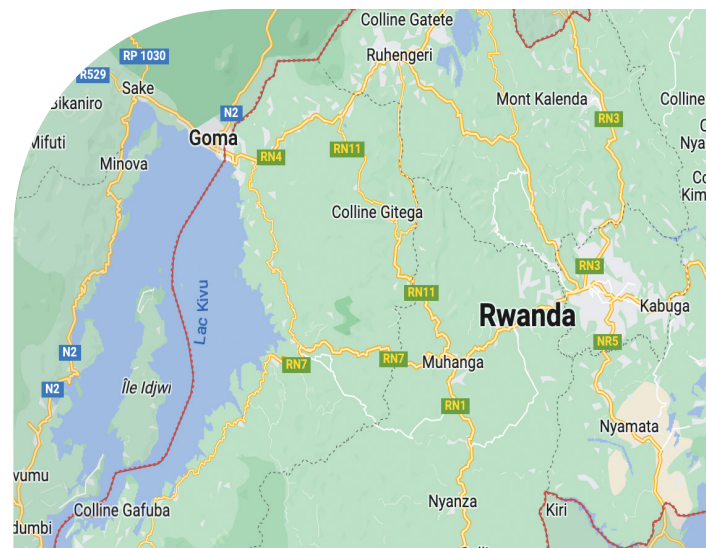 Colline Gatete
RP 1030
Ruhengeri
R529
Sake
Mont Kalenda
Colline
Bikaniro
N2
RN3
Goma
Mifuti
RN11
RN4
Minova
Colline Gitega
Lac Kivu
RN3
RN11
Kabuga
Rwanda
NR5
N2
RN7
RN7
Muhanga
N2
Île Idjwi
RN1
Nyamata
Nyanza
Colline Gafuba
Kiri